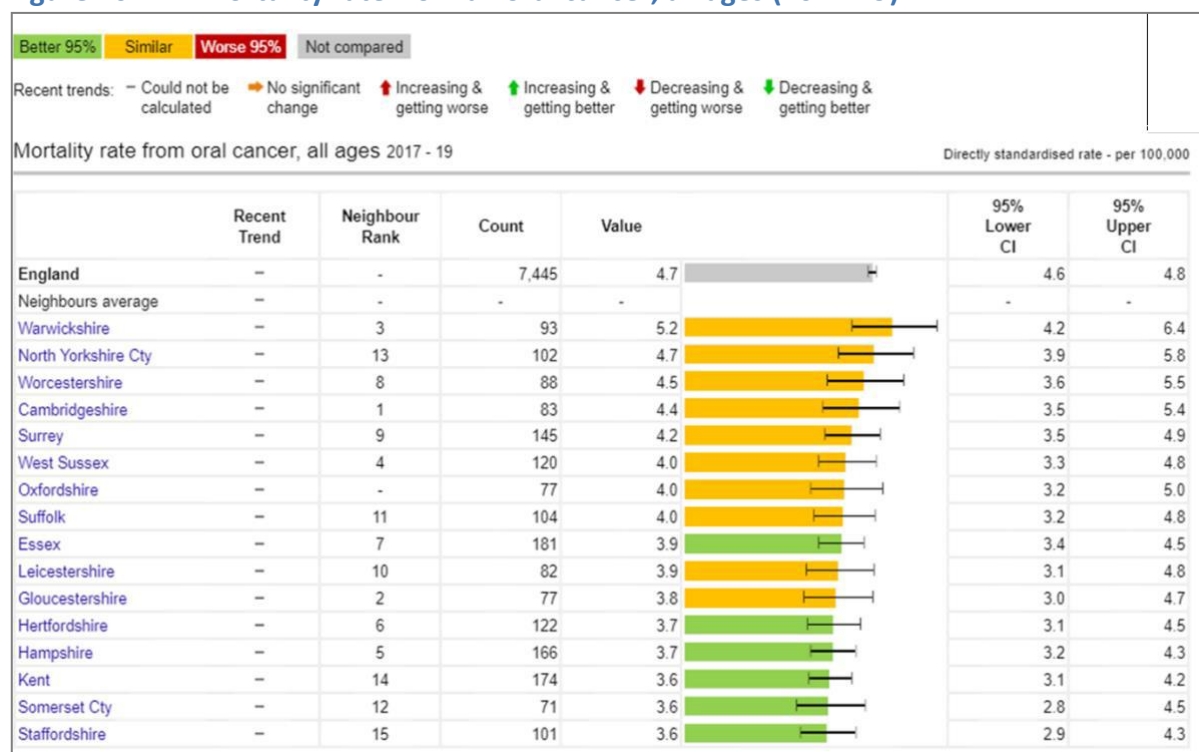 Better 95% Similar Worse 95% Not compared
Recent trends: – Could not be calculated No significant change Increasing & getting worse Increasing & getting better Decreasing & getting worse Decreasing & getting better
Mortality rate from oral cancer, all ages 2017 - 19 Directly standardised rate - per 100,000
Recent Trend Neighbour Rank Count Value 95% Lower CI 95% Upper CI
England – - 7,445 4.7 4.6 4.8
Neighbours average – - - - - -
Warwickshire – 3 93 5.2 4.2 6.4
North Yorkshire Cty – 13 102 4.7 3.9 5.8
Worcestershire – 8 88 4.5 3.6 5.5
Cambridgeshire – 1 83 4.4 3.5 5.4
Surrey – 9 145 4.2 3.5 4.9
West Sussex – 4 120 4.0 3.3 4.8
Oxfordshire – - 77 4.0 3.2 5.0
Suffolk – 11 104 4.0 3.2 4.8
Essex – 7 181 3.9 3.4 4.5
Leicestershire – 10 82 3.9 3.1 4.8
Gloucestershire – 2 77 3.8 3.0 4.7
Hertfordshire – 6 122 3.7 3.1 4.5
Hampshire – 5 166 3.7 3.2 4.3
Kent – 14 174 3.6 3.1 4.2
Somerset Cty – 12 71 3.6 2.8 4.5
Staffordshire – 15 101 3.6 2.9 4.3